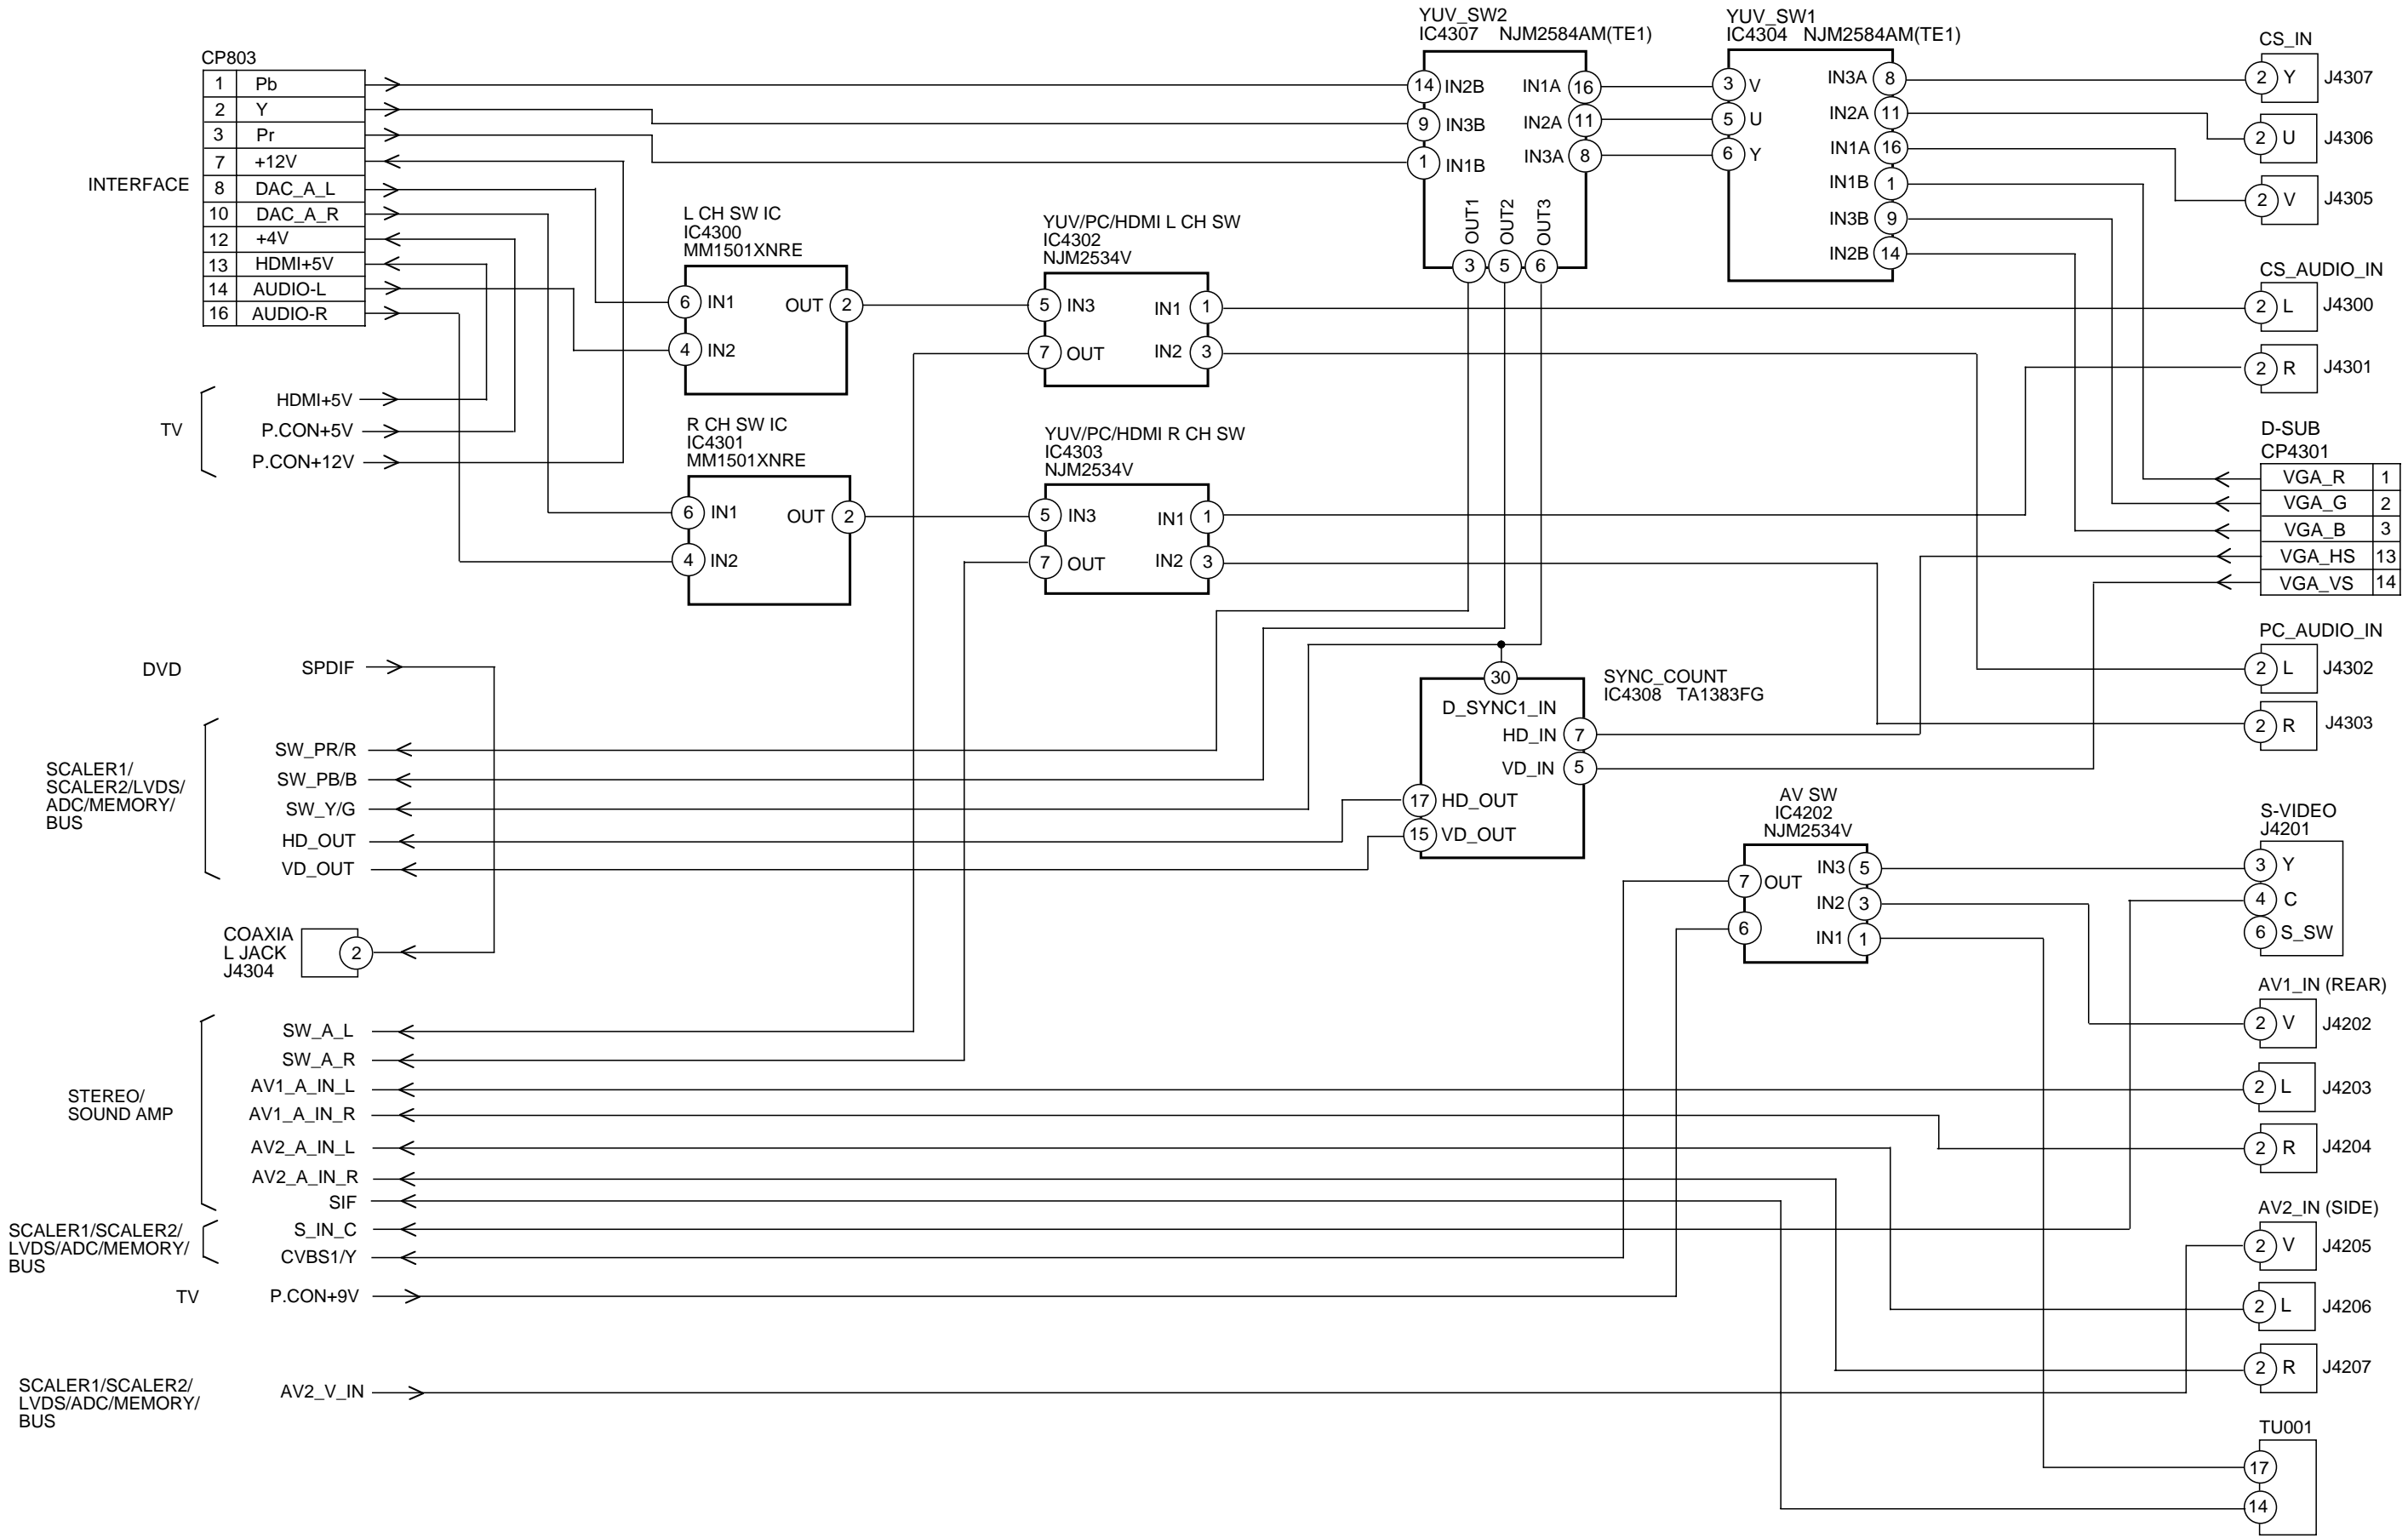 CP803
1 Pb
2 Y
3 Pr
7 +12V
8 DAC_A_L
10 DAC_A_R
12 +4V
13 HDMI+5V
14 AUDIO-L
16 AUDIO-R
INTERFACE
TV
HDMI+5V
P.CON+5V
P.CON+12V
L CH SW IC
IC4300
MM1501XNRE
6 IN1
4 IN2
OUT 2
R CH SW IC
IC4301
MM1501XNRE
6 IN1
4 IN2
OUT 2
YUV/PC/HDMI L CH SW
IC4302
NJM2534V
5 IN3
7 OUT
IN1 1
IN2 3
YUV/PC/HDMI R CH SW
IC4303
NJM2534V
5 IN3
7 OUT
IN1 1
IN2 3
YUV_SW2
IC4307 NJM2584AM(TE1)
14 IN2B
9 IN3B
1 IN1B
IN1A 16
IN2A 11
IN3A 8
OUT1
OUT2
OUT3
3
5
6
YUV_SW1
IC4304 NJM2584AM(TE1)
3 V
5 U
6 Y
IN3A 8
IN2A 11
IN1A 16
IN1B 1
IN3B 9
IN2B 14
CS_IN
2 Y J4307
2 U J4306
2 V J4305
CS_AUDIO_IN
2 L J4300
2 R J4301
D-SUB
CP4301
VGA_R 1
VGA_G 2
VGA_B 3
VGA_HS 13
VGA_VS 14
PC_AUDIO_IN
2 L J4302
2 R J4303
DVD
SPDIF
SCALER1/
SCALER2/LVDS/
ADC/MEMORY/
BUS
SW_PR/R
SW_PB/B
SW_Y/G
HD_OUT
VD_OUT
SYNC_COUNT
IC4308 TA1383FG
30
D_SYNC1_IN
HD_IN 7
VD_IN 5
17 HD_OUT
15 VD_OUT
AV SW
IC4202
NJM2534V
7 OUT
6
IN3 5
IN2 3
IN1 1
S-VIDEO
J4201
3 Y
4 C
6 S_SW
COAXIA
L JACK
J4304
2
AV1_IN (REAR)
2 V J4202
2 L J4203
2 R J4204
STEREO/
SOUND AMP
SW_A_L
SW_A_R
AV1_A_IN_L
AV1_A_IN_R
AV2_A_IN_L
AV2_A_IN_R
SIF
SCALER1/SCALER2/
LVDS/ADC/MEMORY/
BUS
S_IN_C
CVBS1/Y
TV
P.CON+9V
AV2_IN (SIDE)
2 V J4205
2 L J4206
2 R J4207
SCALER1/SCALER2/
LVDS/ADC/MEMORY/
BUS
AV2_V_IN
TU001
17
14